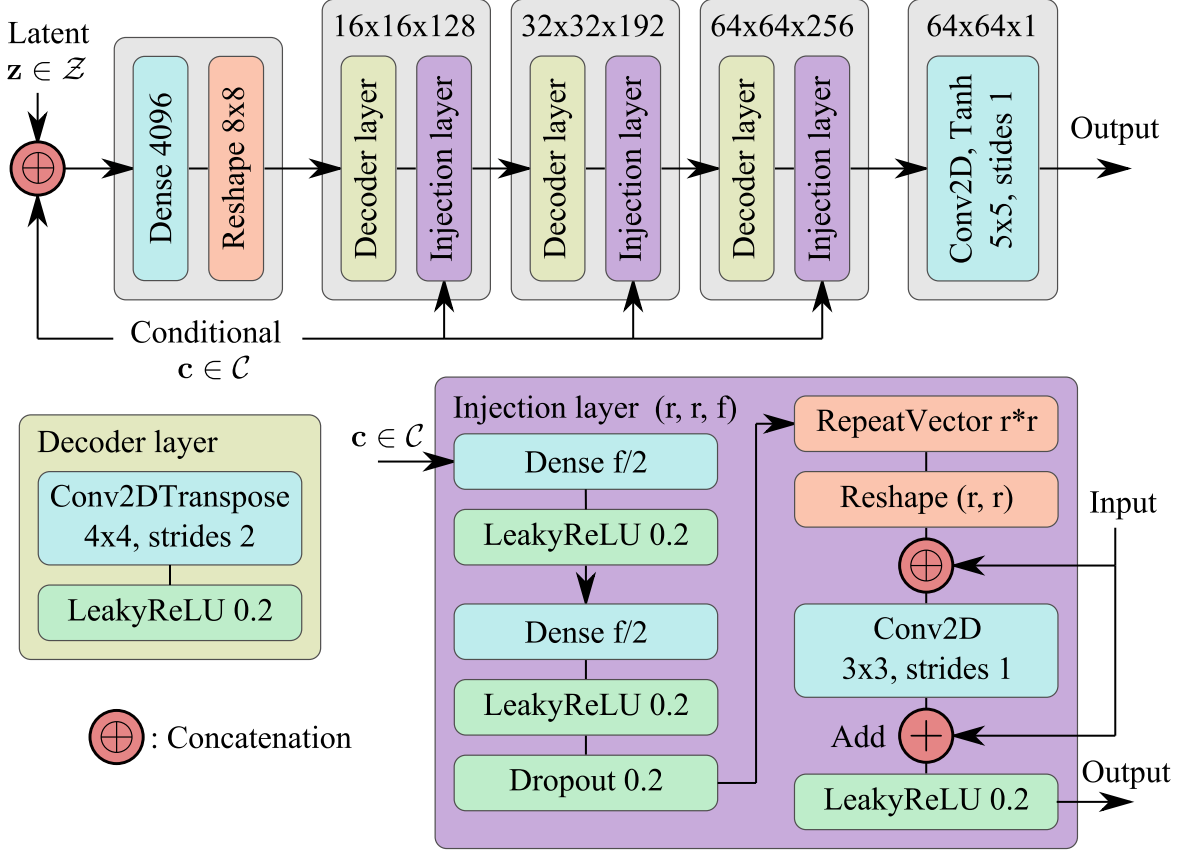 Latent
z ∈ 𝒵
Dense 4096
Reshape 8x8
16x16x128
Decoder layer
Injection layer
32x32x192
Decoder layer
Injection layer
64x64x256
Decoder layer
Injection layer
64x64x1
Conv2D, Tanh
5x5, stides 1
Output
Conditional
c ∈ 𝒞
Decoder layer
Conv2DTranspose
4x4, strides 2
LeakyReLU 0.2
: Concatenation
Injection layer (r, r, f)
c ∈ 𝒞
Dense f/2
LeakyReLU 0.2
Dense f/2
LeakyReLU 0.2
Dropout 0.2
RepeatVector r*r
Reshape (r, r)
Input
Conv2D
3x3, strides 1
Add
LeakyReLU 0.2
Output